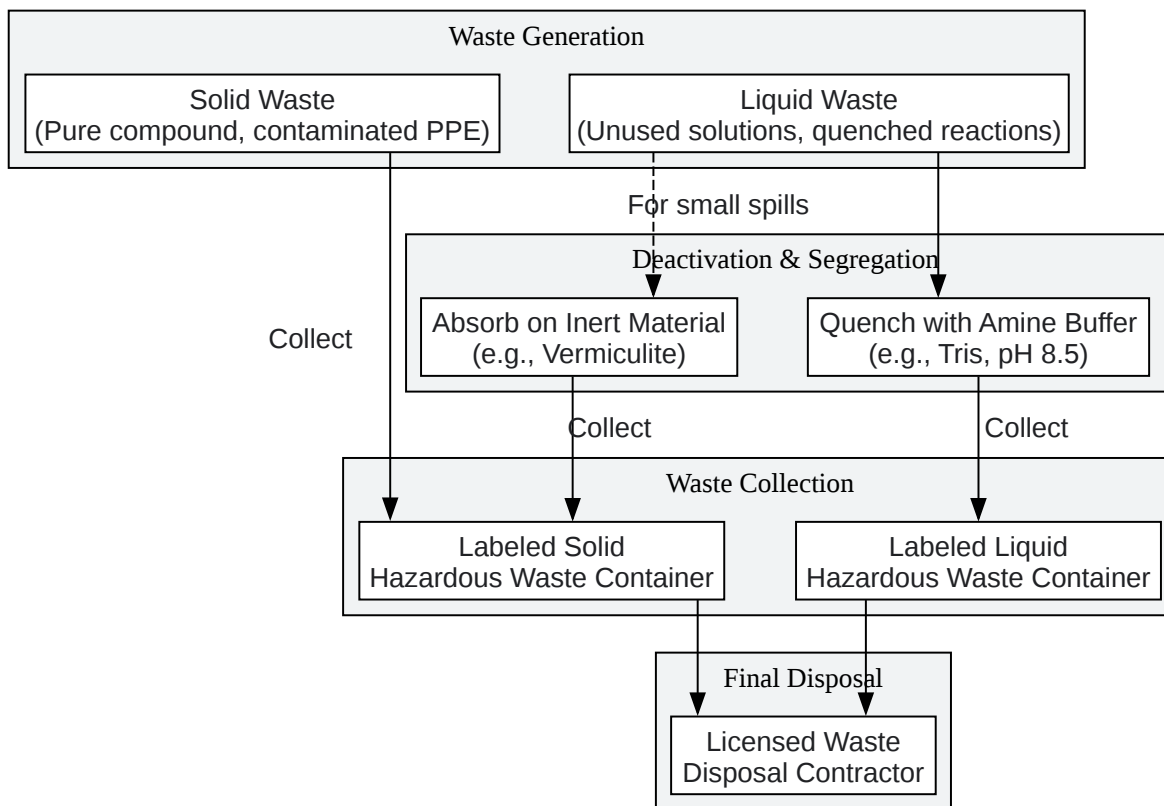 Waste Generation
Solid Waste
(Pure compound, contaminated PPE)
Liquid Waste
(Unused solutions, quenched reactions)
For small spills
Deactivation & Segregation
Collect
Absorb on Inert Material
(e.g., Vermiculite)
Quench with Amine Buffer
(e.g., Tris, pH 8.5)
Collect
Collect
Waste Collection
Labeled Solid
Hazardous Waste Container
Labeled Liquid
Hazardous Waste Container
Final Disposal
Licensed Waste
Disposal Contractor